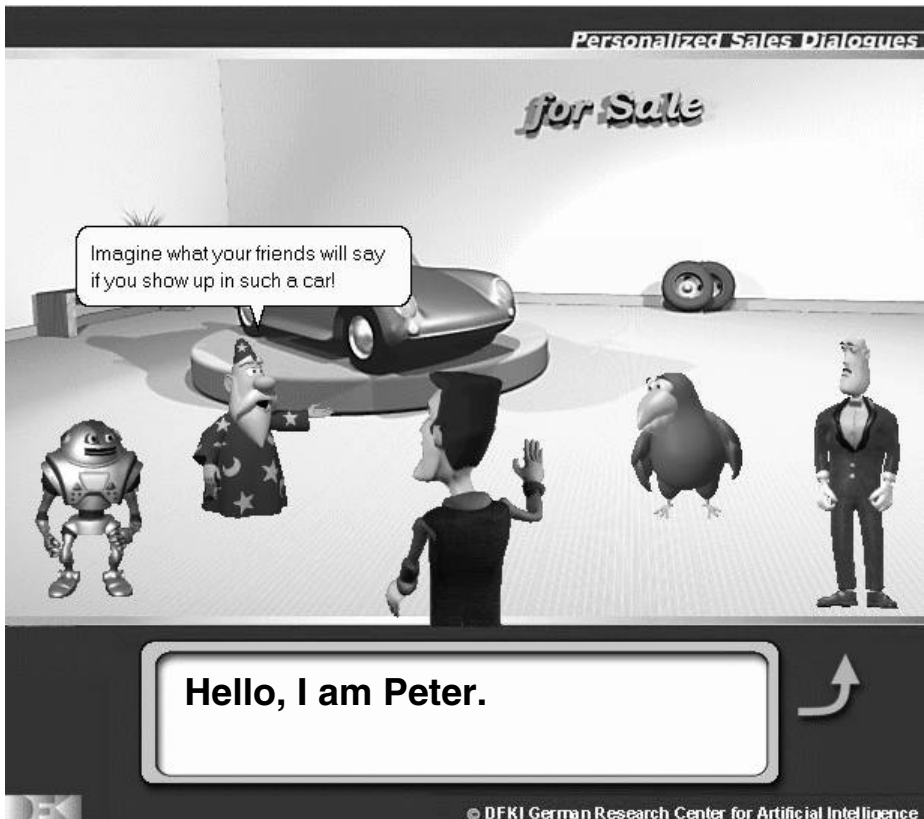 Personalized Sales Dialogues
for Sale
Imagine what your friends will say
if you show up in such a car!
Hello, I am Peter.
DFKI
© DFKI German Research Center for Artificial Intelligence